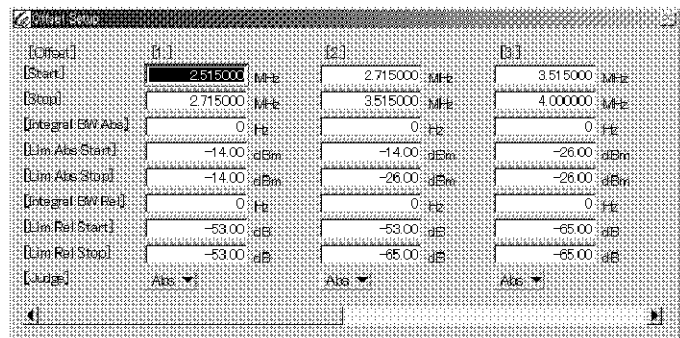 Offset Setup
[Offset] [1] [2] [3]
[Start] 2.515000 MHz 2.715000 MHz 3.515000 MHz
[Stop] 2.715000 MHz 3.515000 MHz 4.000000 MHz
[Integral BW Abs] 0 Hz 0 Hz 0 Hz
[Lim Abs Start] -14.00 dBm -14.00 dBm -26.00 dBm
[Lim Abs Stop] -14.00 dBm -26.00 dBm -26.00 dBm
[Integral BW Rel] 0 Hz 0 Hz 0 Hz
[Lim Rel Start] -53.00 dB -53.00 dB -65.00 dB
[Lim Rel Stop] -53.00 dB -65.00 dB -65.00 dB
[Judge] Abs Abs Abs